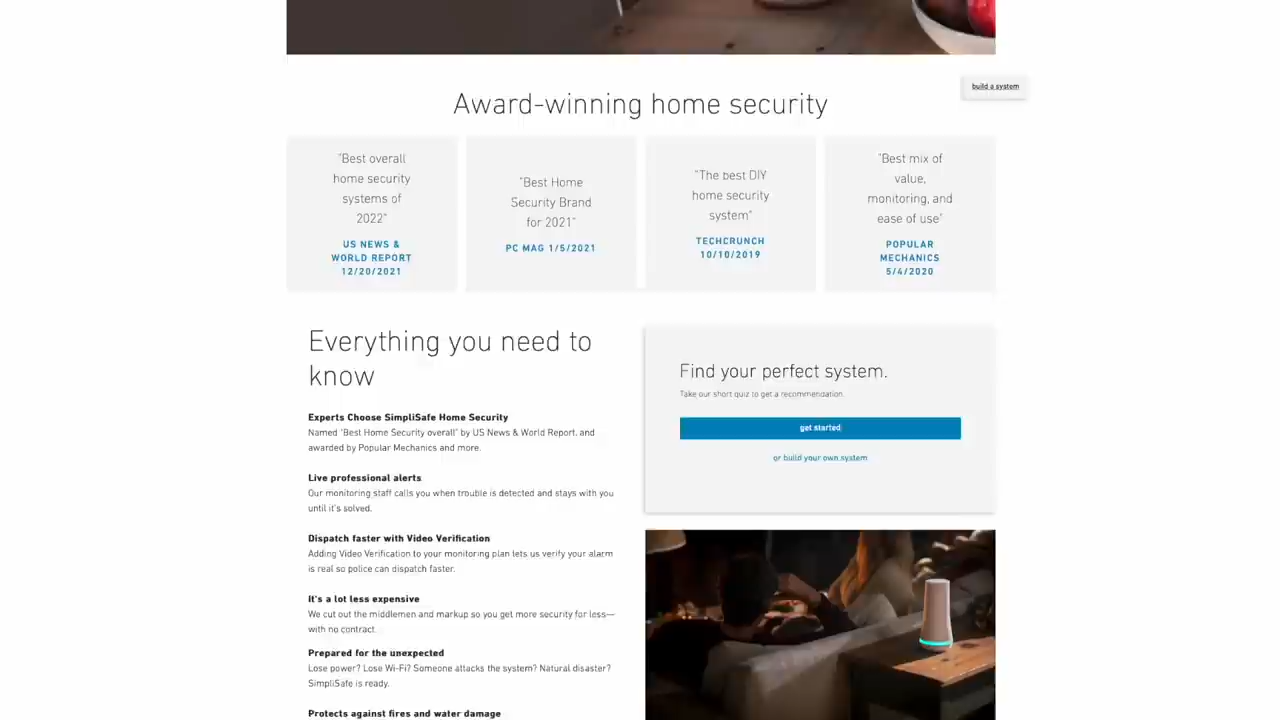 build a system
Award-winning home security
"Best overall
home security
systems of
2022"
US NEWS &
WORLD REPORT
12/20/2021
"Best Home
Security Brand
for 2021"
PC MAG 1/5/2021
"The best DIY
home security
system"
TECHCRUNCH
10/10/2019
"Best mix of
value,
monitoring, and
ease of use"
POPULAR
MECHANICS
5/4/2020
Everything you need to
know
Experts Choose SimpliSafe Home Security
Named "Best Home Security overall" by US News & World Report, and
awarded by Popular Mechanics and more.
Live professional alerts
Our monitoring staff calls you when trouble is detected and stays with you
until it's solved.
Dispatch faster with Video Verification
Adding Video Verification to your monitoring plan lets us verify your alarm
is real so police can dispatch faster.
It's a lot less expensive
We cut out the middlemen and markup so you get more security for less—
with no contract.
Prepared for the unexpected
Lose power? Lose Wi-Fi? Someone attacks the system? Natural disaster?
SimpliSafe is ready.
Protects against fires and water damage
Find your perfect system.
Take our short quiz to get a recommendation.
get started
or build your own system